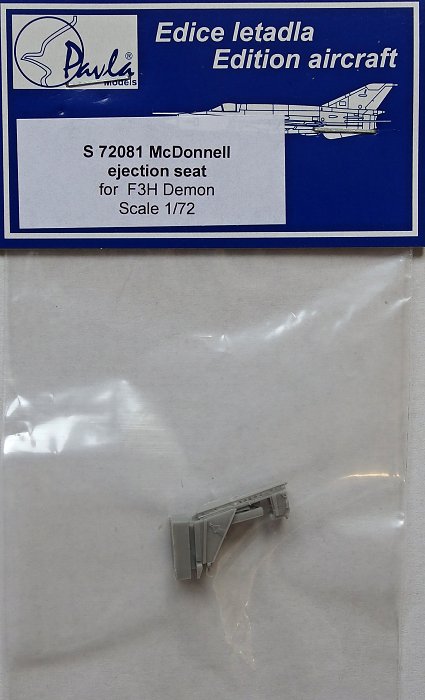 Edice letadla
Edition aircraft
Pavla ®
Models
S 72081 McDonnell
ejection seat
for F3H Demon
Scale 1/72